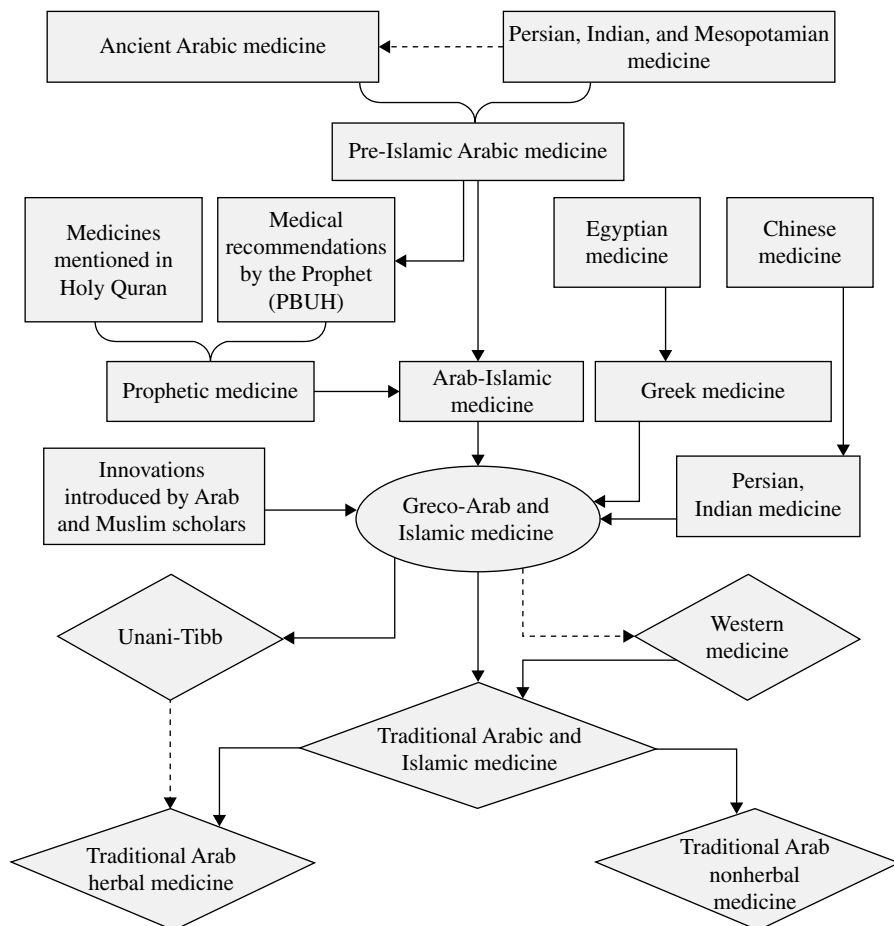 Ancient Arabic medicine
Persian, Indian, and Mesopotamian
medicine
Pre-Islamic Arabic medicine
Medicines
mentioned in
Holy Quran
Medical
recommendations
by the Prophet
(PBUH)
Egyptian
medicine
Chinese
medicine
Prophetic medicine
Arab-Islamic
medicine
Greek medicine
Innovations
introduced by Arab
and Muslim scholars
Greco-Arab and
Islamic medicine
Persian,
Indian medicine
Unani-Tibb
Western
medicine
Traditional Arabic and
Islamic medicine
Traditional Arab
herbal medicine
Traditional Arab
nonherbal
medicine